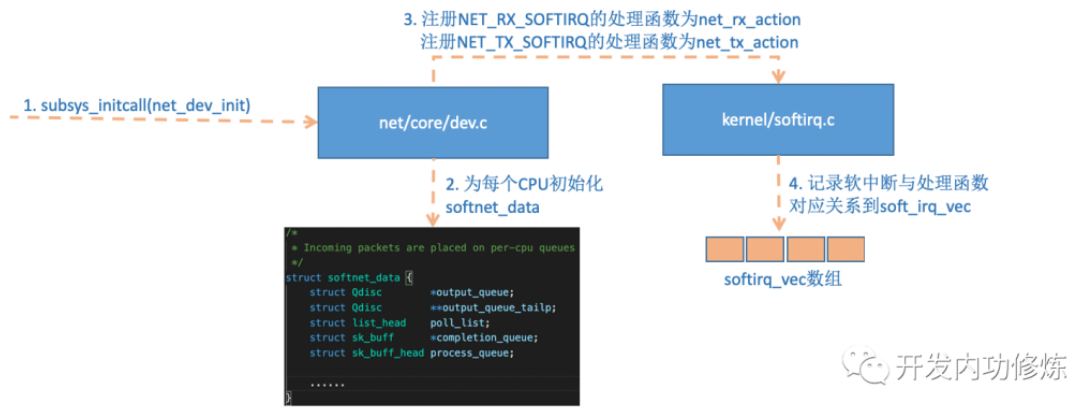 3. 注册NET_RX_SOFTIRQ的处理函数为net_rx_action
注册NET_TX_SOFTIRQ的处理函数为net_tx_action
1. subsys_initcall(net_dev_init)
net/core/dev.c
kernel/softirq.c
2. 为每个CPU初始化
softnet_data
4. 记录软中断与处理函数
对应关系到soft_irq_vec
/*
* Incoming packets are placed on per-cpu queues
*/
struct softnet_data {
struct Qdisc *output_queue;
struct Qdisc **output_queue_tailp;
struct list_head poll_list;
struct sk_buff *completion_queue;
struct sk_buff_head process_queue;
......
}
softirq_vec数组
开发内功修炼